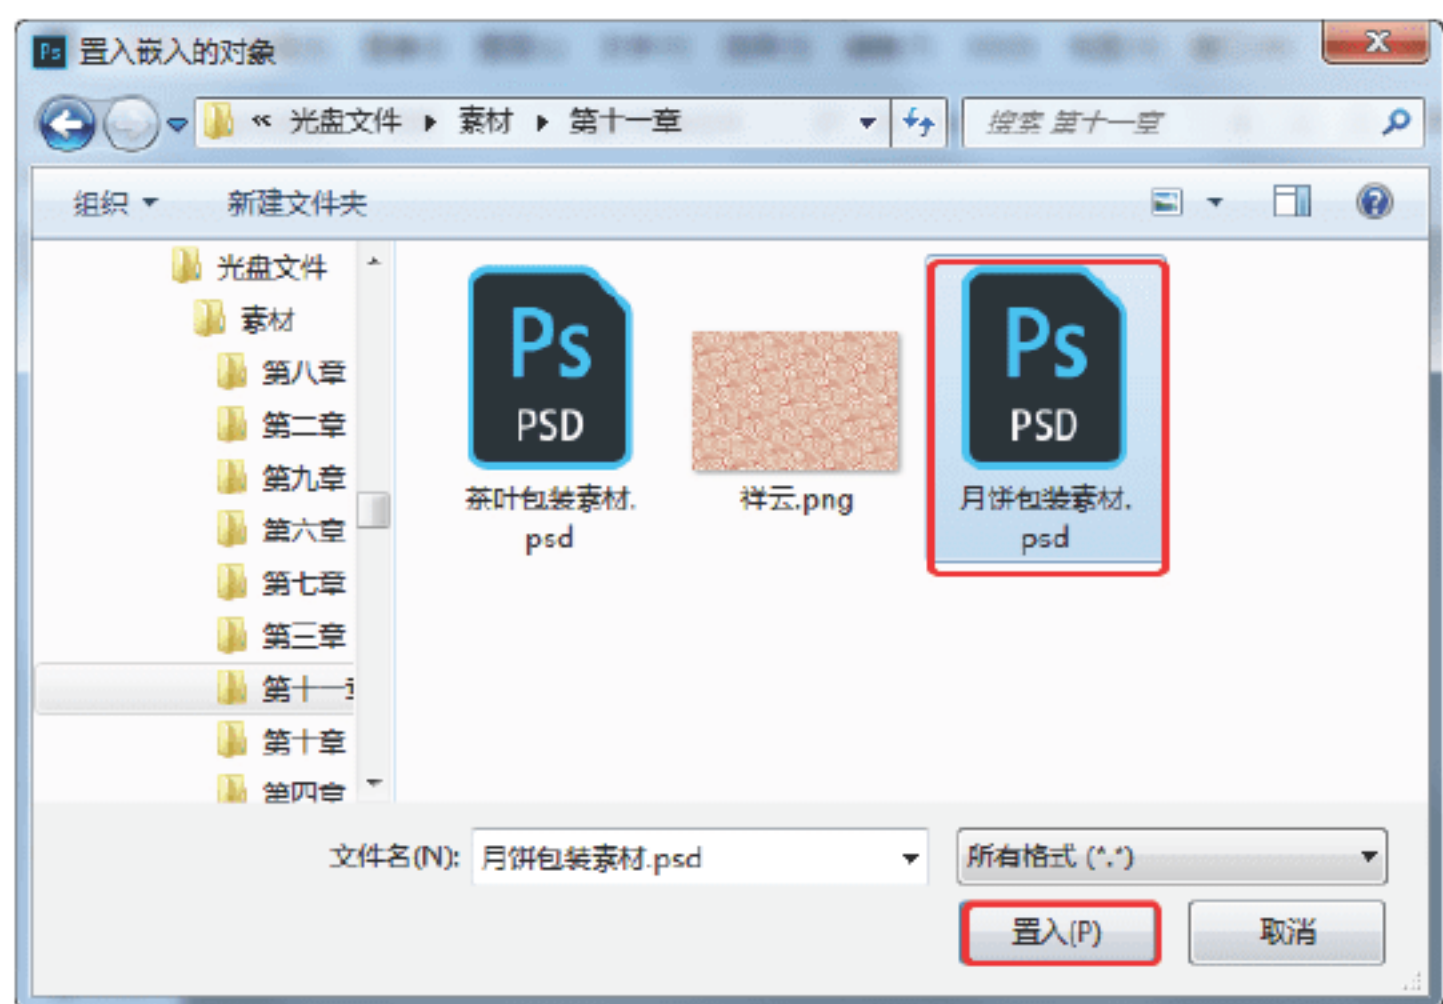 Ps 置入嵌入的对象
« 光盘文件 ▸ 素材 ▸ 第十一章
搜索 第十一章
组织 新建文件夹
光盘文件
素材
第八章
第二章
第九章
第六章
第七章
第三章
第十一章
第十章
第四章
Ps
PSD
茶叶包装素材.
psd
祥云.png
Ps
PSD
月饼包装素材.
psd
文件名(N): 月饼包装素材.psd
所有格式 (*.*)
置入(P) 取消